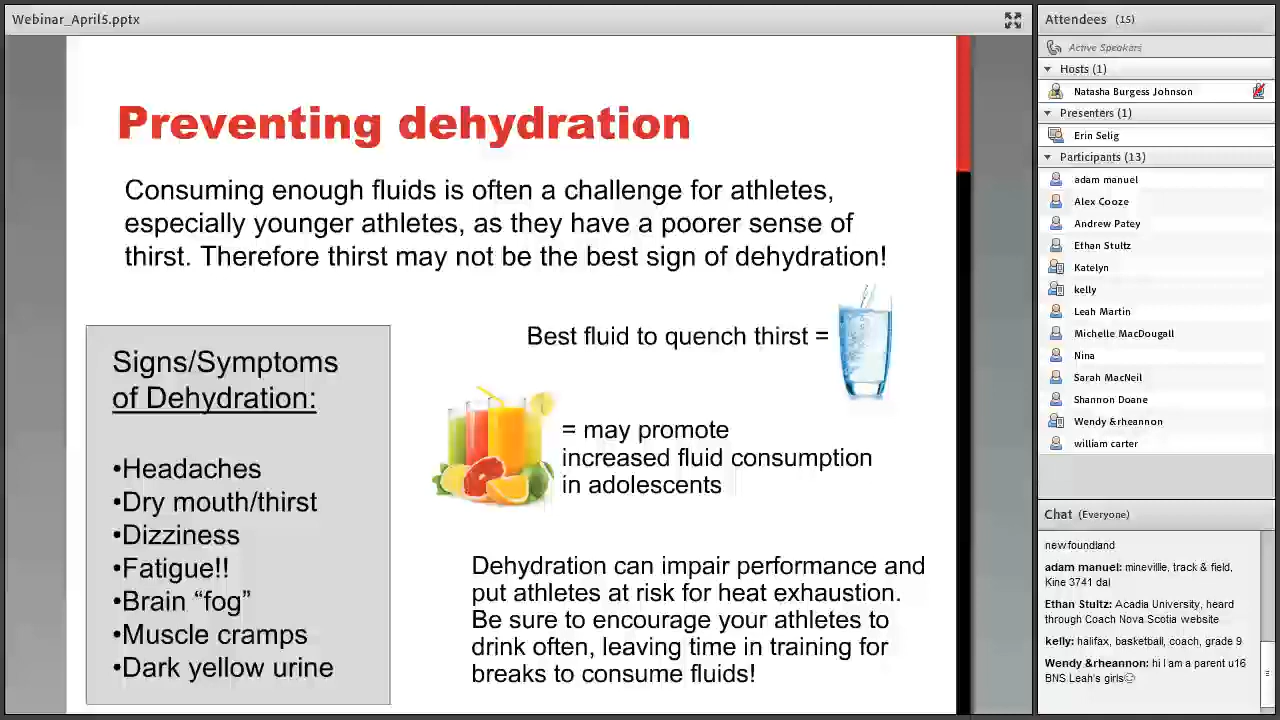 Webinar_April5.pptx
Preventing dehydration
Consuming enough fluids is often a challenge for athletes,
especially younger athletes, as they have a poorer sense of
thirst. Therefore thirst may not be the best sign of dehydration!
Signs/Symptoms
of Dehydration:
•Headaches
•Dry mouth/thirst
•Dizziness
•Fatigue!!
•Brain “fog”
•Muscle cramps
•Dark yellow urine
Best fluid to quench thirst =
= may promote
increased fluid consumption
in adolescents
Dehydration can impair performance and
put athletes at risk for heat exhaustion.
Be sure to encourage your athletes to
drink often, leaving time in training for
breaks to consume fluids!
Attendees (15)
Active Speakers
Hosts (1)
Natasha Burgess Johnson
Presenters (1)
Erin Selig
Participants (13)
adam manuel
Alex Cooze
Andrew Patey
Ethan Stultz
Katelyn
kelly
Leah Martin
Michelle MacDougall
Nina
Sarah MacNeil
Shannon Doane
Wendy &rheannon
william carter
Chat (Everyone)
newfoundland
adam manuel: mineville, track & field,
Kine 3741 dal
Ethan Stultz: Acadia University, heard
through Coach Nova Scotia website
kelly: halifax, basketball, coach, grade 9
Wendy &rheannon: hi I am a parent u16
BNS Leah's girls